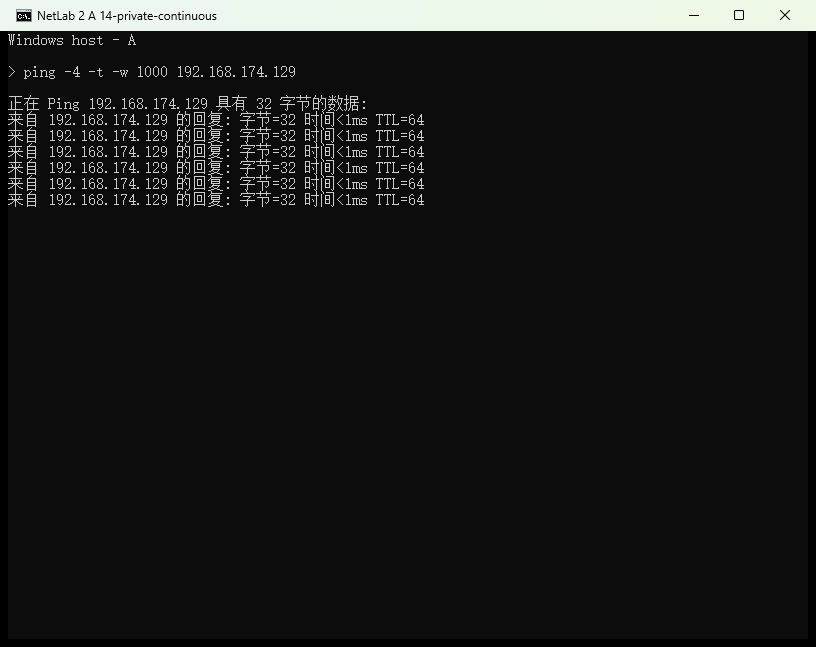 NetLab 2 A 14-private-continuous
Windows host - A
> ping -4 -t -w 1000 192.168.174.129
正在 Ping 192.168.174.129 具有 32 字节的数据:
来自 192.168.174.129 的回复: 字节=32 时间<1ms TTL=64
来自 192.168.174.129 的回复: 字节=32 时间<1ms TTL=64
来自 192.168.174.129 的回复: 字节=32 时间<1ms TTL=64
来自 192.168.174.129 的回复: 字节=32 时间<1ms TTL=64
来自 192.168.174.129 的回复: 字节=32 时间<1ms TTL=64
来自 192.168.174.129 的回复: 字节=32 时间<1ms TTL=64